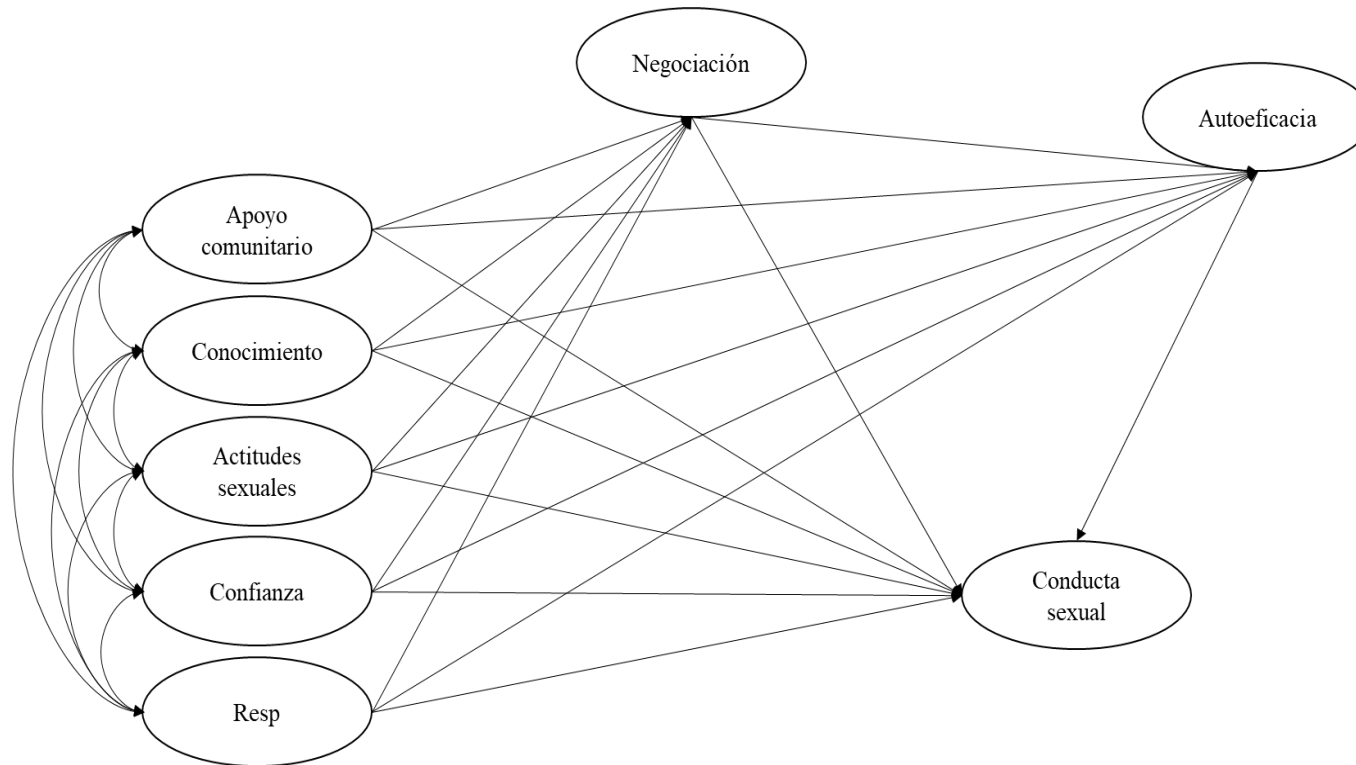 Negociación
Autoeficacia
Apoyo
comunitario
Conocimiento
Actitudes
sexuales
Confianza
Conducta
sexual
Resp